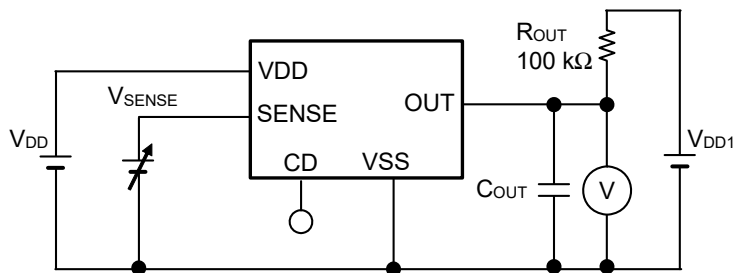 ROUT
100 kΩ
VDD
VSENSE
SENSE
OUT
VDD
VDD1
CD
VSS
COUT
V